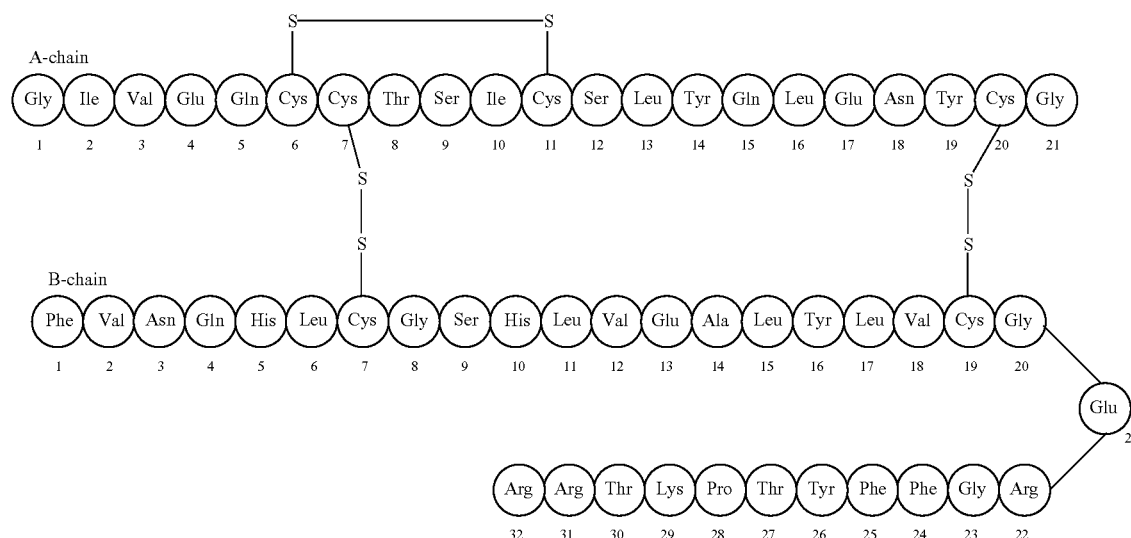 S S
A-chain
Gly Ile Val Glu Gln Cys Cys Thr Ser Ile Cys Ser Leu Tyr Gln Leu Glu Asn Tyr Cys Gly
1 2 3 4 5 6 7 8 9 10 11 12 13 14 15 16 17 18 19 20 21
S S
S S
B-chain
Phe Val Asn Gln His Leu Cys Gly Ser His Leu Val Glu Ala Leu Tyr Leu Val Cys Gly
1 2 3 4 5 6 7 8 9 10 11 12 13 14 15 16 17 18 19 20
Glu
2
Arg Arg Thr Lys Pro Thr Tyr Phe Phe Gly Arg
32 31 30 29 28 27 26 25 24 23 22